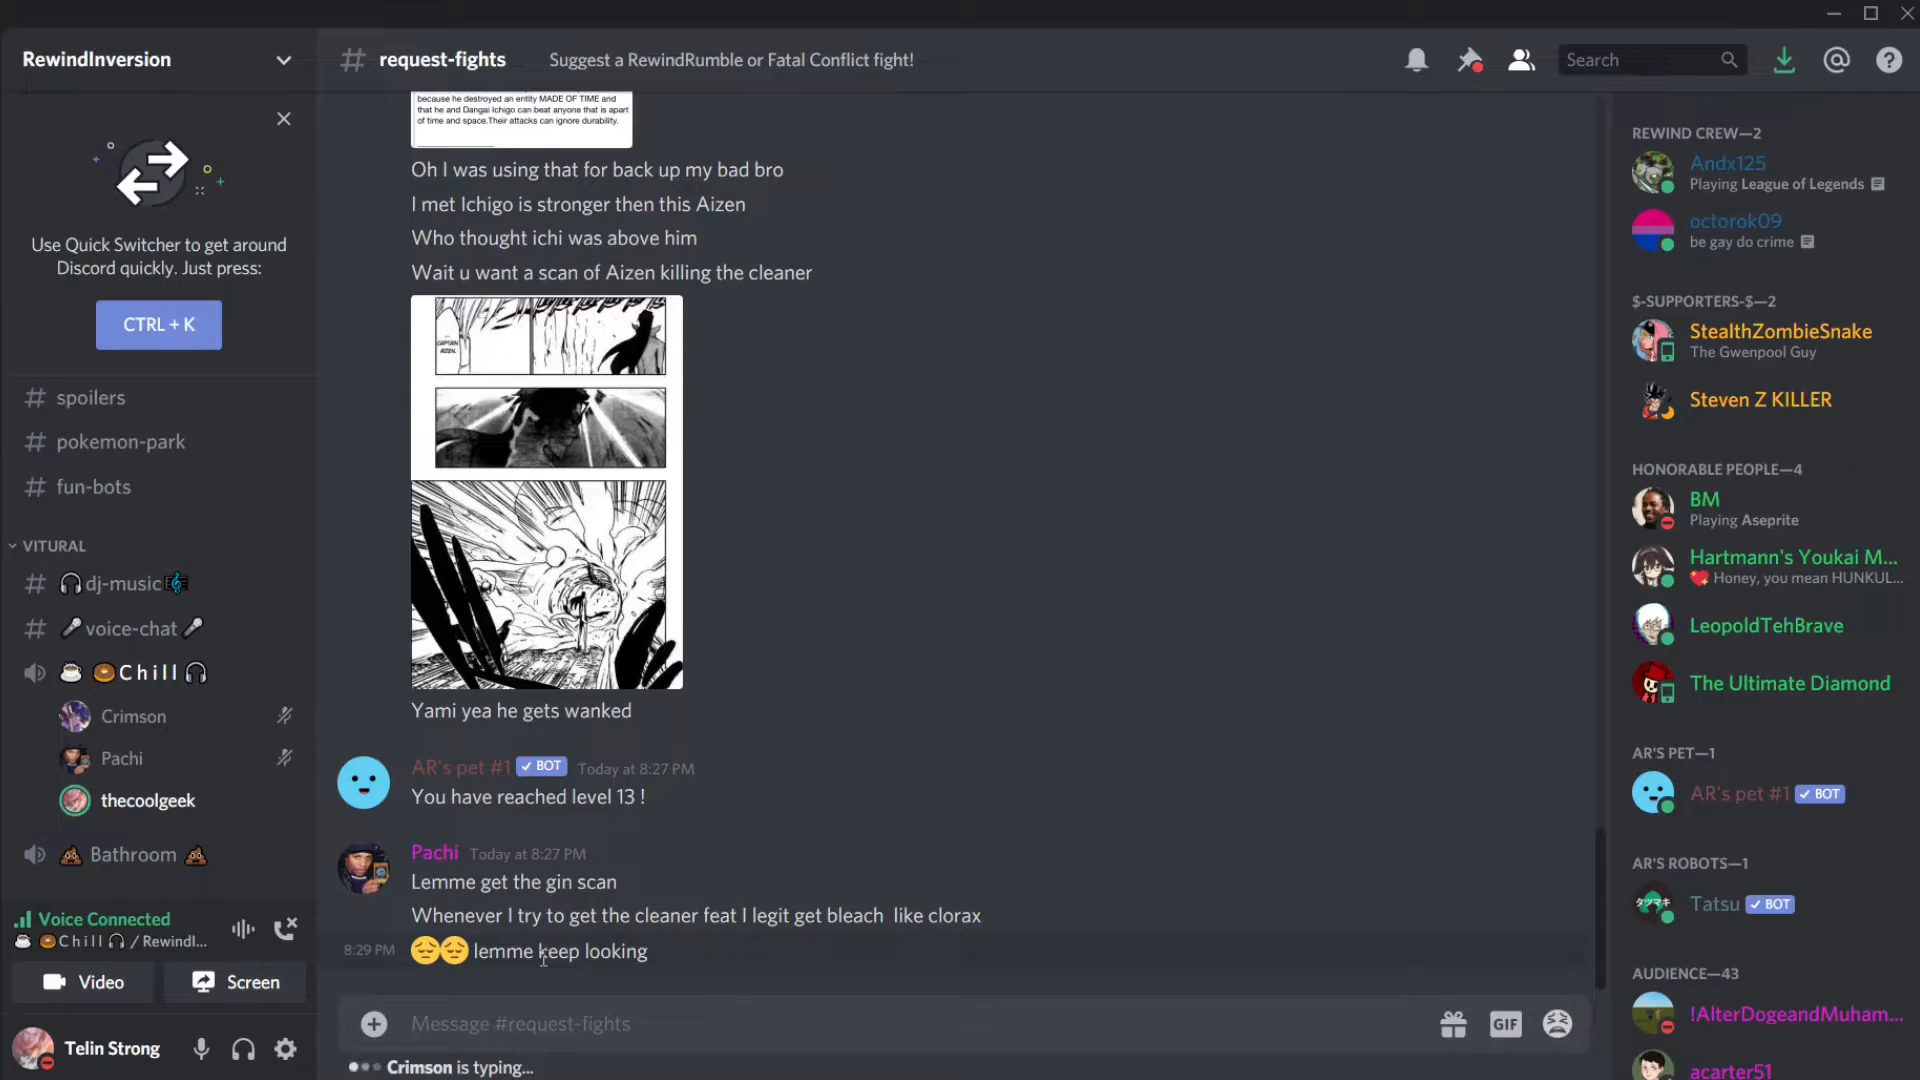 RewindInversion
request-fights
Suggest a RewindRumble or Fatal Conflict fight!
Search
Use Quick Switcher to get around
Discord quickly. Just press:
CTRL + K
spoilers
pokemon-park
fun-bots
VITURAL
dj-music
voice-chat
Chill
Crimson
Pachi
thecoolgeek
Bathroom
Voice Connected
Chill / RewindI...
Video
Screen
Telin Strong
because he destroyed an entity MADE OF TIME and
that he and Dangai Ichigo can beat anyone that is apart
of time and space.Their attacks can ignore durability.
Oh I was using that for back up my bad bro
I met Ichigo is stronger then this Aizen
Who thought ichi was above him
Wait u want a scan of Aizen killing the cleaner
CAPTAIN
AIZEN.
Yami yea he gets wanked
AR's pet #1 BOT Today at 8:27 PM
You have reached level 13 !
Pachi Today at 8:27 PM
Lemme get the gin scan
Whenever I try to get the cleaner feat I legit get bleach like clorax
8:29 PM 😔😔 lemme keep looking
Message #request-fights
GIF
Crimson is typing...
REWIND CREW—2
Andx125
Playing League of Legends
octorok09
be gay do crime
$-SUPPORTERS-$—2
StealthZombieSnake
The Gwenpool Guy
Steven Z KILLER
HONORABLE PEOPLE—4
BM
Playing Aseprite
Hartmann's Youkai M...
Honey, you mean HUNKUL...
LeopoldTehBrave
The Ultimate Diamond
AR'S PET—1
AR's pet #1 BOT
AR'S ROBOTS—1
タツマキ
Tatsu BOT
AUDIENCE—43
!AlterDogeandMuham...
acarter51